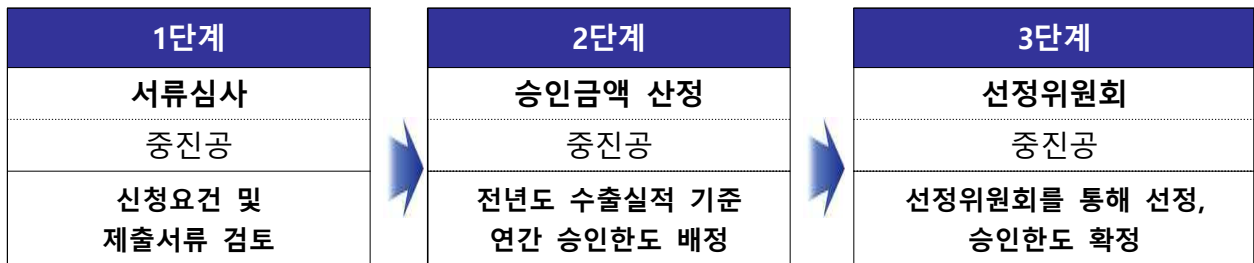 1단계
서류심사
중진공
신청요건 및
제출서류 검토
2단계
승인금액 산정
중진공
전년도 수출실적 기준
연간 승인한도 배정
3단계
선정위원회
중진공
선정위원회를 통해 선정,
승인한도 확정